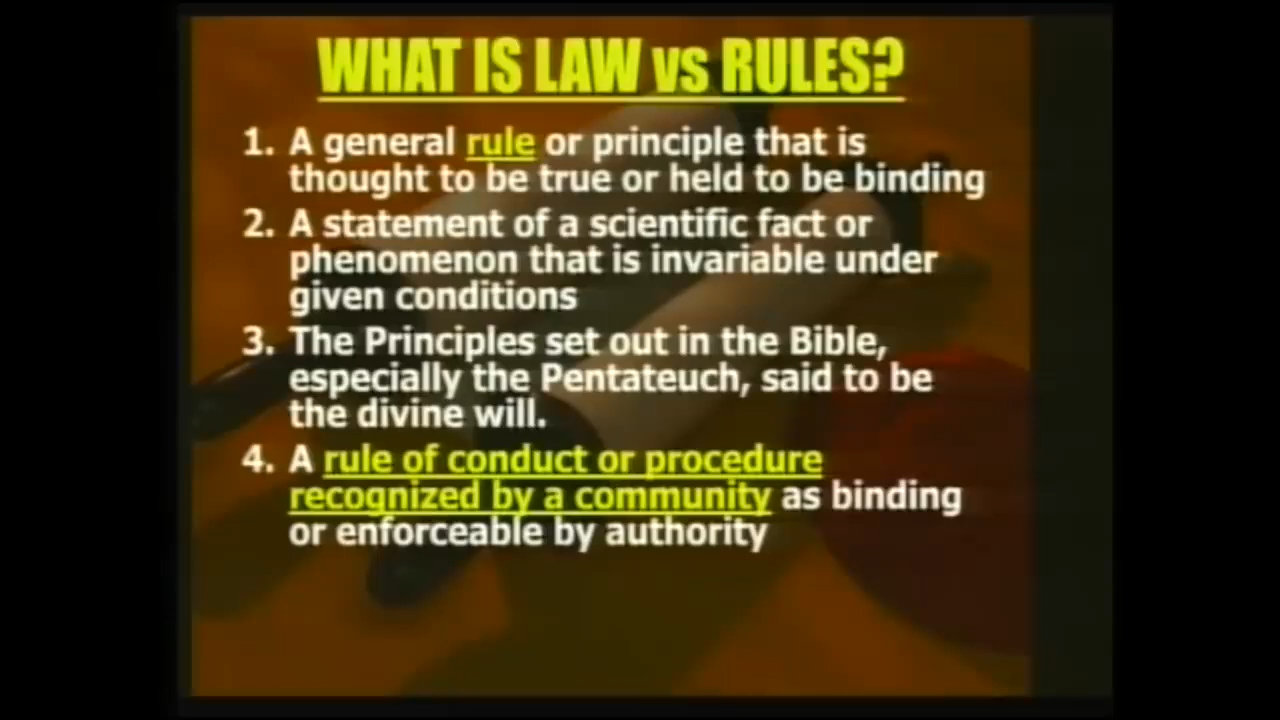 WHAT IS LAW vs RULES?
1. A general rule or principle that is
thought to be true or held to be binding
2. A statement of a scientific fact or
phenomenon that is invariable under
given conditions
3. The Principles set out in the Bible,
especially the Pentateuch, said to be
the divine will.
4. A rule of conduct or procedure
recognized by a community as binding
or enforceable by authority